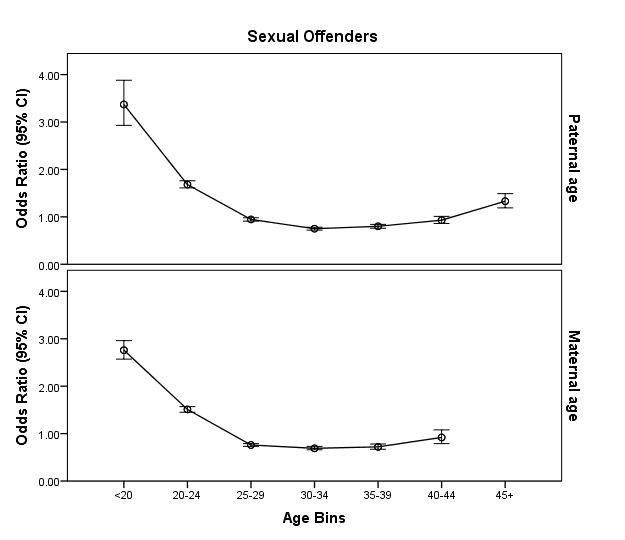 Sexual Offenders
Odds Ratio (95% CI)
4.00
3.00
2.00
1.00
0.00
Paternal age
Odds Ratio (95% CI)
4.00
3.00
2.00
1.00
0.00
Maternal age
<20 20-24 25-29 30-34 35-39 40-44 45+
Age Bins